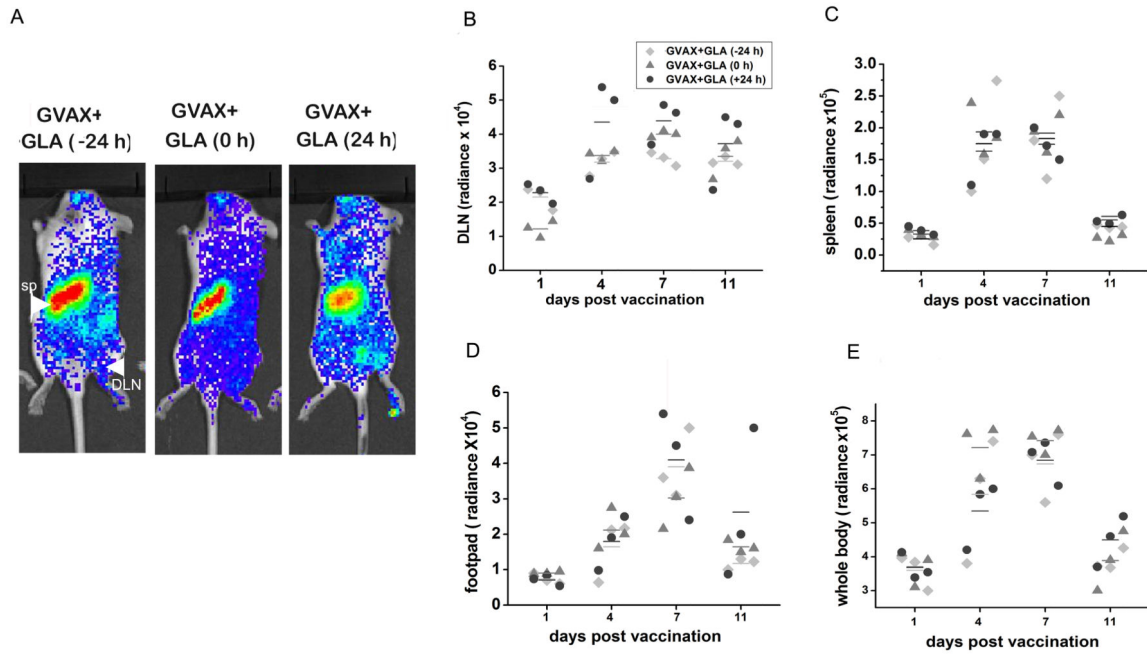 A
GVAX+
GLA ( -24 h)
GVAX+
GLA (0 h)
GVAX+
GLA (24 h)
sp
DLN
B
DLN (radiance x 10⁴)
6
5
4
3
2
1
0
GVAX+GLA (-24 h)
GVAX+GLA (0 h)
GVAX+GLA (+24 h)
1 4 7 11
days post vaccination
C
spleen (radiance x10⁵)
3.0
2.5
2.0
1.5
1.0
0.5
0.0
1 4 7 11
days post vaccination
D
footpad ( radiance X10⁴)
6
5
4
3
2
1
0
1 4 7 11
days post vaccination
E
whole body (radiance x10⁵)
8
7
6
5
4
3
1 4 7 11
days post vaccination